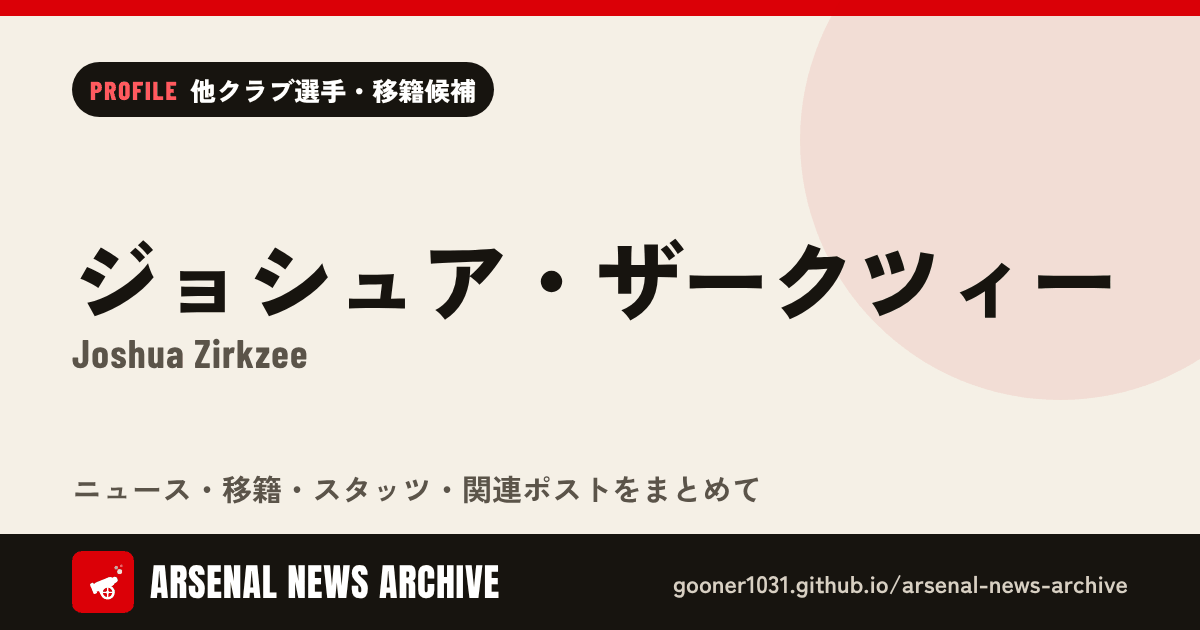 PROFILE 他クラブ選手・移籍候補
ジョシュア・ザークツィー
Joshua Zirkzee
ニュース・移籍・スタッツ・関連ポストをまとめて
ARSENAL NEWS ARCHIVE
gooner1031.github.io/arsenal-news-archive